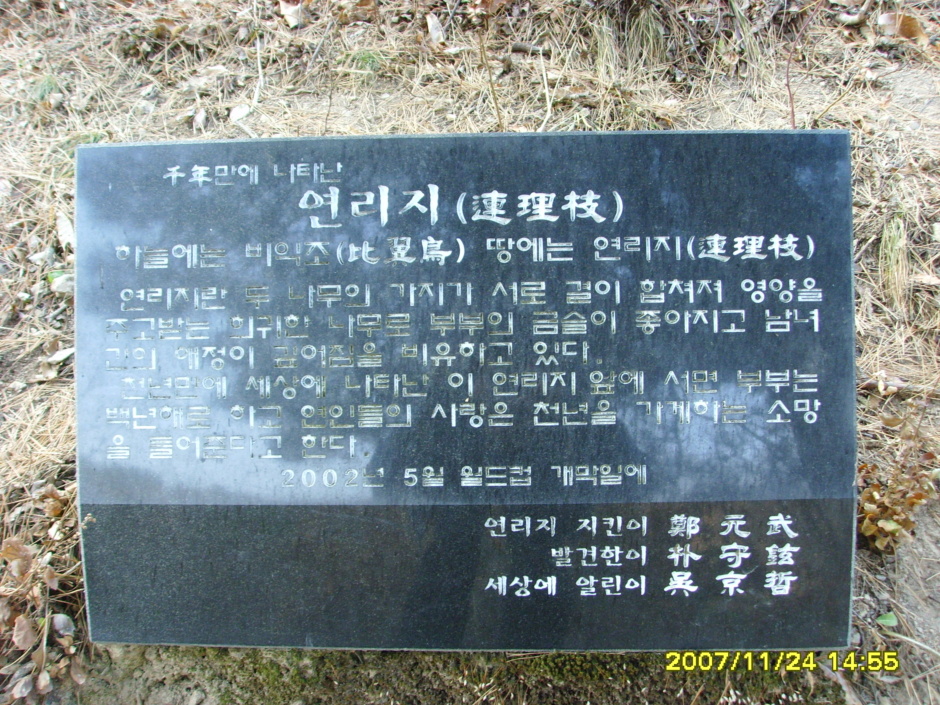 千年만에 나타난
연리지(連理枝)
하늘에는 비익조(比翼鳥) 땅에는 연리지(連理枝)
연리지란 두 나무의 가지가 서로 결이 합쳐져 영양을
주고받는 희귀한 나무로 부부의 금슬이 좋아지고 남녀
간의 애정이 깊어짐을 비유하고 있다.
천년만에 세상에 나타난 이 연리지 앞에 서면 부부는
백년해로 하고 연인들의 사랑은 천년을 가게하는 소망
을 들어준다고 한다.
2002년 5월 월드컵 개막일에
연리지 지킨이 鄭元武
발견한이 朴守鉉
세상에 알린이 吳京哲
2007/11/24 14:55